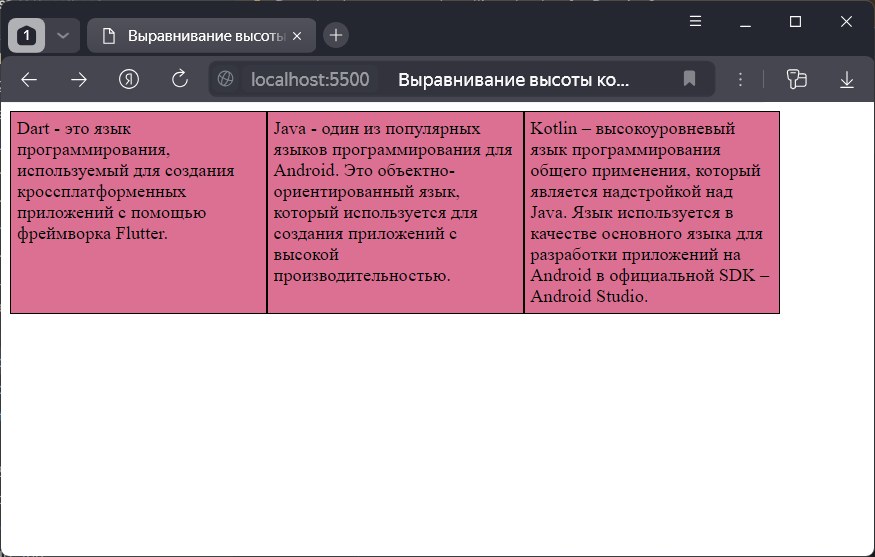 1
Выравнивание высоты
localhost:5500 Выравнивание высоты ко...
Dart - это язык
программирования,
используемый для создания
кроссплатформенных
приложений с помощью
фреймворка Flutter.
Java - один из популярных
языков программирования для
Android. Это объектно-
ориентированный язык,
который используется для
создания приложений с
высокой
производительностью.
Kotlin – высокоуровневый
язык программирования
общего применения, который
является надстройкой над
Java. Язык используется в
качестве основного языка для
разработки приложений на
Android в официальной SDK –
Android Studio.